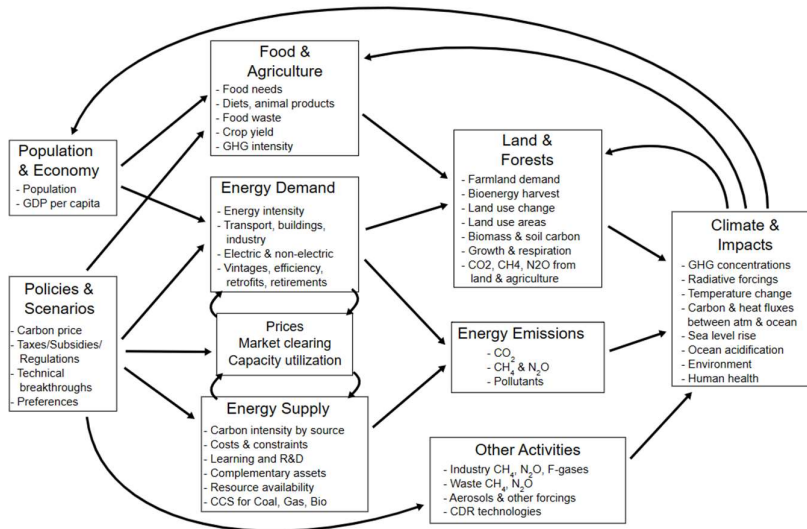 Food &
Agriculture
- Food needs
- Diets, animal products
- Food waste
- Crop yield
- GHG intensity
Population
& Economy
- Population
- GDP per capita
Energy Demand
- Energy intensity
- Transport, buildings,
industry
- Electric & non-electric
- Vintages, efficiency,
retrofits, retirements
Land &
Forests
- Farmland demand
- Bioenergy harvest
- Land use change
- Land use areas
- Biomass & soil carbon
- Growth & respiration
- CO2, CH4, N2O from
land & agriculture
Climate &
Impacts
- GHG concentrations
- Radiative forcings
- Temperature change
- Carbon & heat fluxes
between atm & ocean
- Sea level rise
- Ocean acidification
- Environment
- Human health
Policies &
Scenarios
- Carbon price
- Taxes/Subsidies/
Regulations
- Technical
breakthroughs
- Preferences
Prices
Market clearing
Capacity utilization
Energy Emissions
- CO₂
- CH₄ & N₂O
- Pollutants
Energy Supply
- Carbon intensity by source
- Costs & constraints
- Learning and R&D
- Complementary assets
- Resource availability
- CCS for Coal, Gas, Bio
Other Activities
- Industry CH₄, N₂O, F-gases
- Waste CH₄, N₂O
- Aerosols & other forcings
- CDR technologies